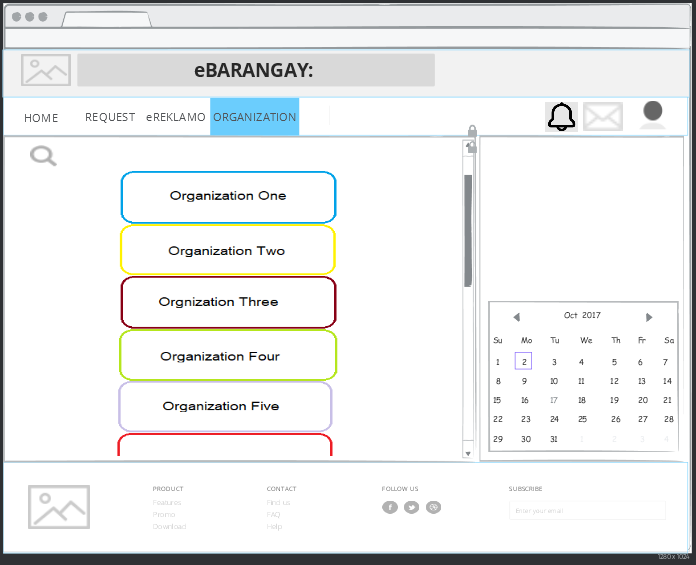 eBARANGAY:
HOME REQUEST eREKLAMO ORGANIZATION
Organization One
Organization Two
Orgnization Three
Organization Four
Organization Five
Oct 2017
Su Mo Tu We Th Fr Sa
1 2 3 4 5 6 7
8 9 10 11 12 13 14
15 16 17 18 19 20 21
22 23 24 25 26 27 28
29 30 31 1 2 3 4
PRODUCT
Features
Promo
Download
CONTACT
Find us
FAQ
Help
FOLLOW US
SUBSCRIBE
Enter your email
1280 x 1024